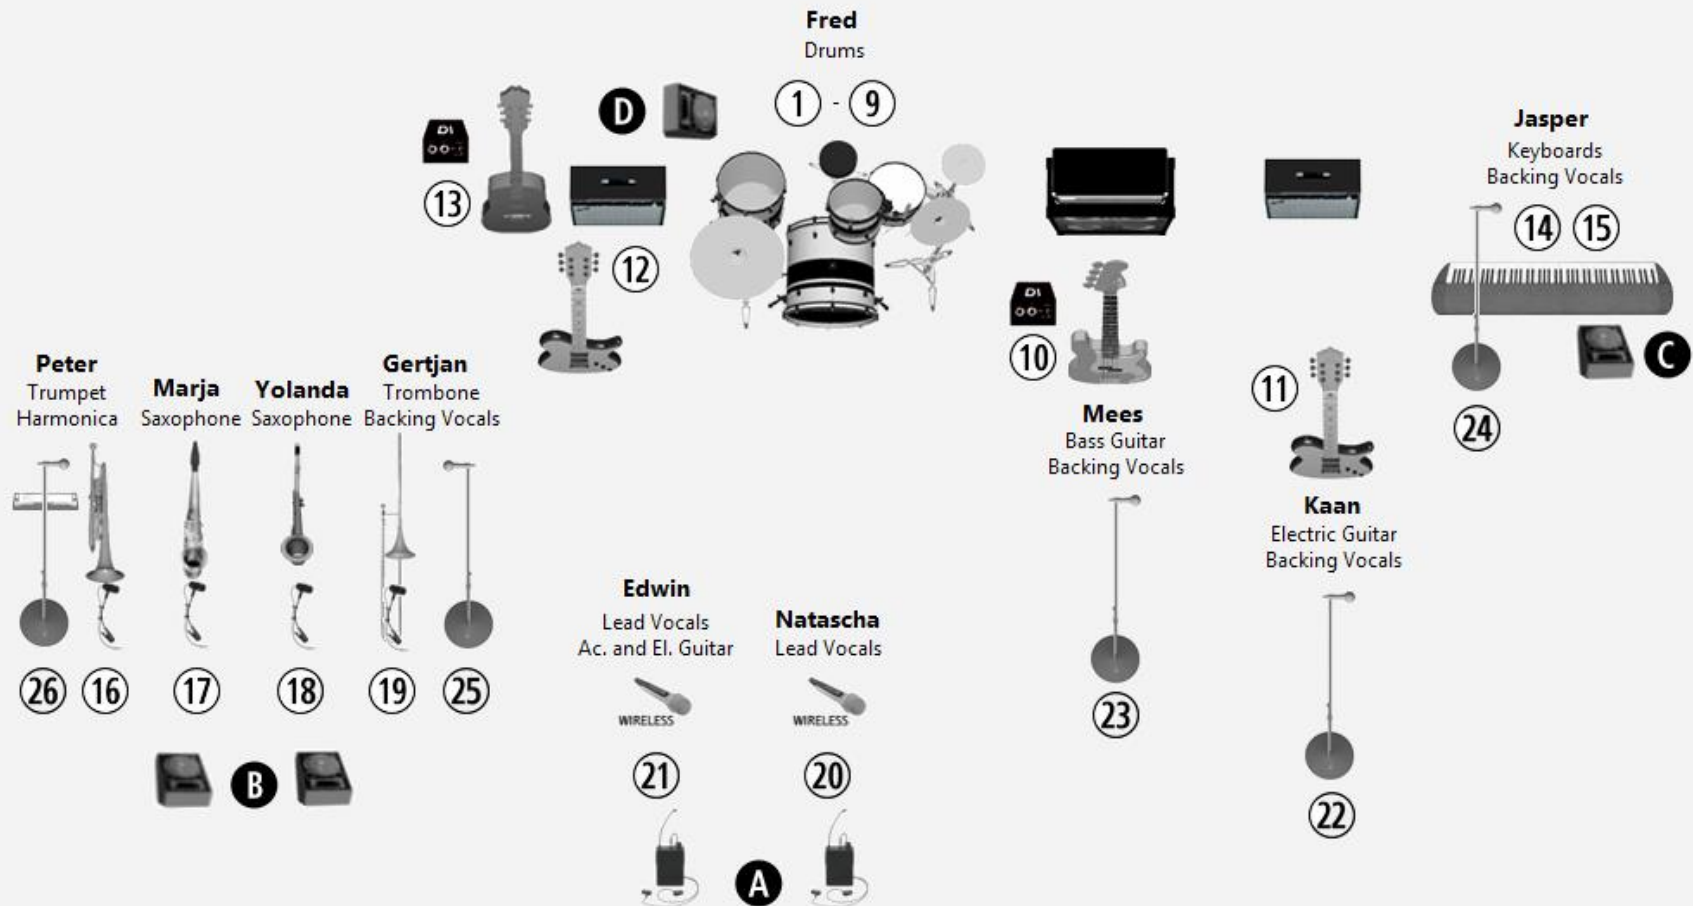 Fred
Drums
1 - 9
D
DI
13
12
Jasper
Keyboards
Backing Vocals
14 15
C
24
DI
10
Mees
Bass Guitar
Backing Vocals
23
11
Kaan
Electric Guitar
Backing Vocals
22
Peter
Trumpet
Harmonica
26 16
Marja
Saxophone
17
Yolanda
Saxophone
18
Gertjan
Trombone
Backing Vocals
19 25
B
Edwin
Lead Vocals
Ac. and El. Guitar
WIRELESS
21
Natascha
Lead Vocals
WIRELESS
20
A